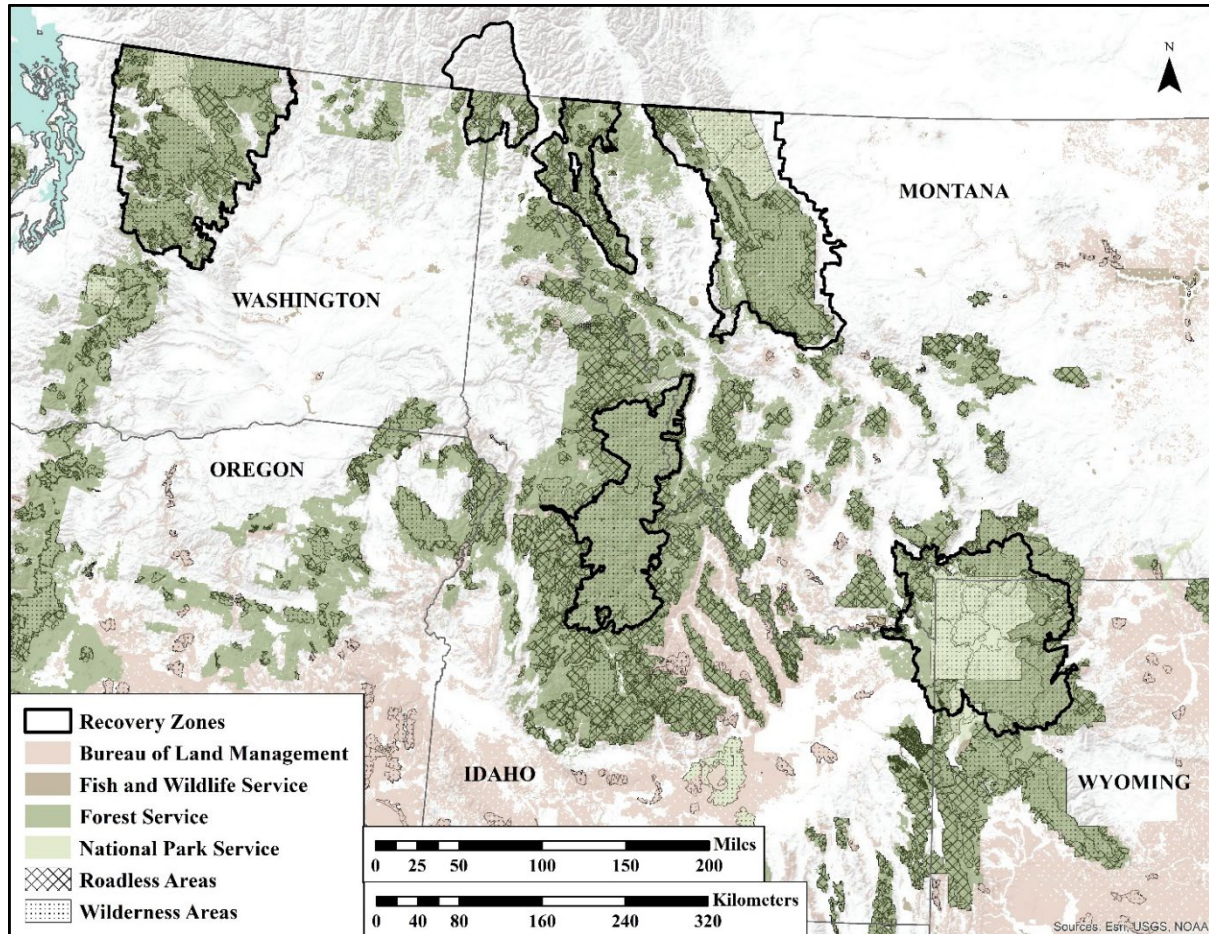 N
MONTANA
WASHINGTON
OREGON
IDAHO
WYOMING
Recovery Zones
Bureau of Land Management
Fish and Wildlife Service
Forest Service
National Park Service
Roadless Areas
Wilderness Areas
Miles
0 25 50 100 150 200
Kilometers
0 40 80 160 240 320
Sources: Esri, USGS, NOAA